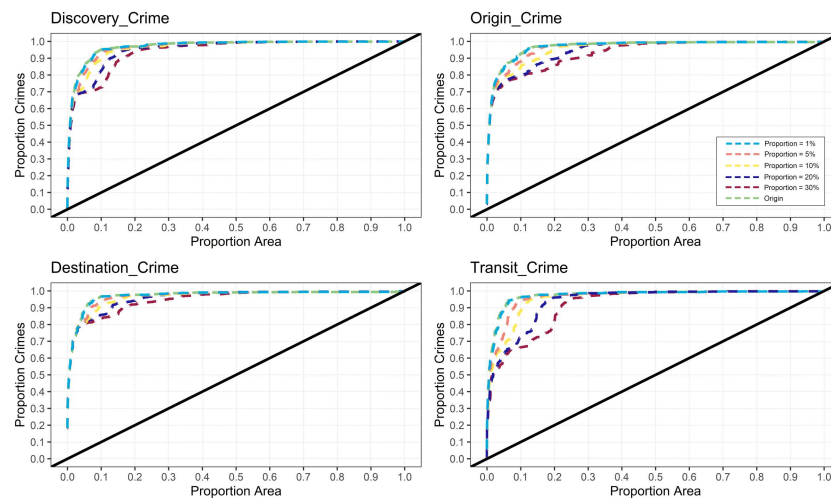 Discovery_Crime
Proportion Crimes
1.0
0.9
0.8
0.7
0.6
0.5
0.4
0.3
0.2
0.1
0.0
0.0 0.1 0.2 0.3 0.4 0.5 0.6 0.7 0.8 0.9 1.0
Proportion Area
Origin_Crime
Proportion Crimes
1.0
0.9
0.8
0.7
0.6
0.5
0.4
0.3
0.2
0.1
0.0
Proportion = 1%
Proportion = 5%
Proportion = 10%
Proportion = 20%
Proportion = 30%
Origin
0.0 0.1 0.2 0.3 0.4 0.5 0.6 0.7 0.8 0.9 1.0
Proportion Area
Destination_Crime
Proportion Crimes
1.0
0.9
0.8
0.7
0.6
0.5
0.4
0.3
0.2
0.1
0.0
0.0 0.1 0.2 0.3 0.4 0.5 0.6 0.7 0.8 0.9 1.0
Proportion Area
Transit_Crime
Proportion Crimes
1.0
0.9
0.8
0.7
0.6
0.5
0.4
0.3
0.2
0.1
0.0
0.0 0.1 0.2 0.3 0.4 0.5 0.6 0.7 0.8 0.9 1.0
Proportion Area